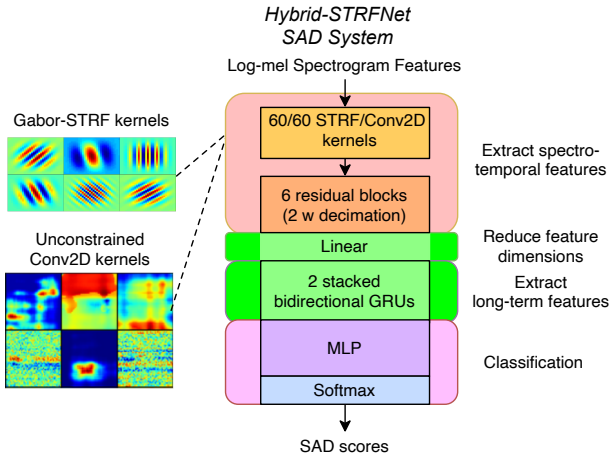 Hybrid-STRFNet
SAD System
Log-mel Spectrogram Features
Gabor-STRF kernels
60/60 STRF/Conv2D
kernels
Extract spectro-
temporal features
6 residual blocks
(2 w decimation)
Unconstrained
Conv2D kernels
Linear
Reduce feature
dimensions
2 stacked
bidirectional GRUs
Extract
long-term features
MLP
Classification
Softmax
SAD scores